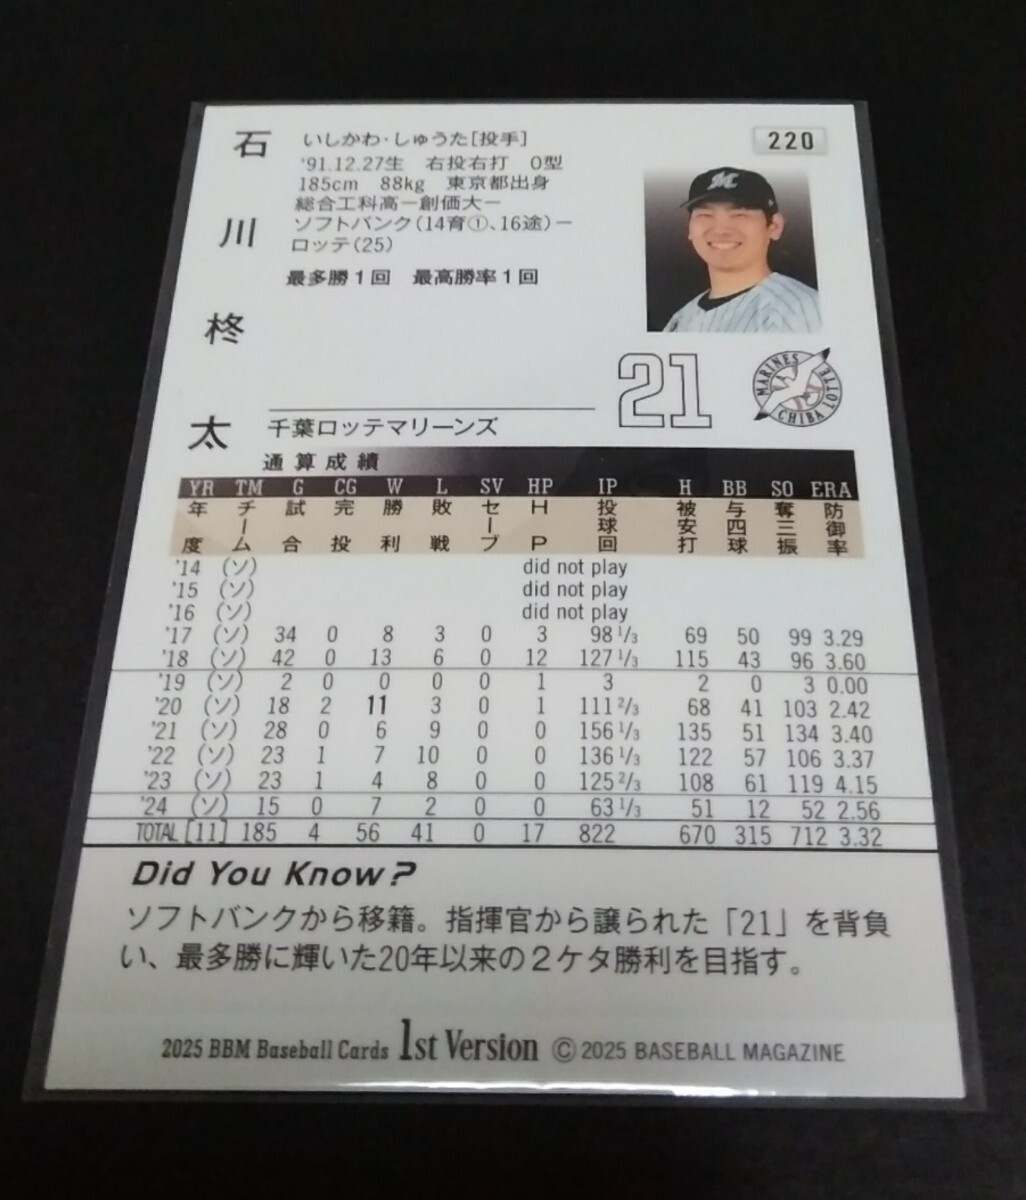 220
石川柊太
いしかわ・しゅうた[投手]
'91.12.27生 右投右打 O型
185cm 88kg 東京都出身
総合工科高－創価大－
ソフトバンク(14育①、16途)－
ロッテ(25)
最多勝1回 最高勝率1回
M
21
MARINES
CHIBA LOTTE
千葉ロッテマリーンズ
通算成績
YR TM G CG W L SV HP IP H BB SO ERA
年度 チーム 試合 完投 勝利 敗戦 セーブ HP 投球回 被安打 与四球 奪三振 防御率
'14 (ソ) did not play
'15 (ソ) did not play
'16 (ソ) did not play
'17 (ソ) 34 0 8 3 0 3 98 1/3 69 50 99 3.29
'18 (ソ) 42 0 13 6 0 12 127 1/3 115 43 96 3.60
'19 (ソ) 2 0 0 0 0 1 3 2 0 3 0.00
'20 (ソ) 18 2 11 3 0 1 111 2/3 68 41 103 2.42
'21 (ソ) 28 0 6 9 0 0 156 1/3 135 51 134 3.40
'22 (ソ) 23 1 7 10 0 0 136 1/3 122 57 106 3.37
'23 (ソ) 23 1 4 8 0 0 125 2/3 108 61 119 4.15
'24 (ソ) 15 0 7 2 0 0 63 1/3 51 12 52 2.56
TOTAL [11] 185 4 56 41 0 17 822 670 315 712 3.32
Did You Know?
ソフトバンクから移籍。指揮官から譲られた「21」を背負
い、最多勝に輝いた20年以来の2ケタ勝利を目指す。
2025 BBM Baseball Cards 1st Version © 2025 BASEBALL MAGAZINE